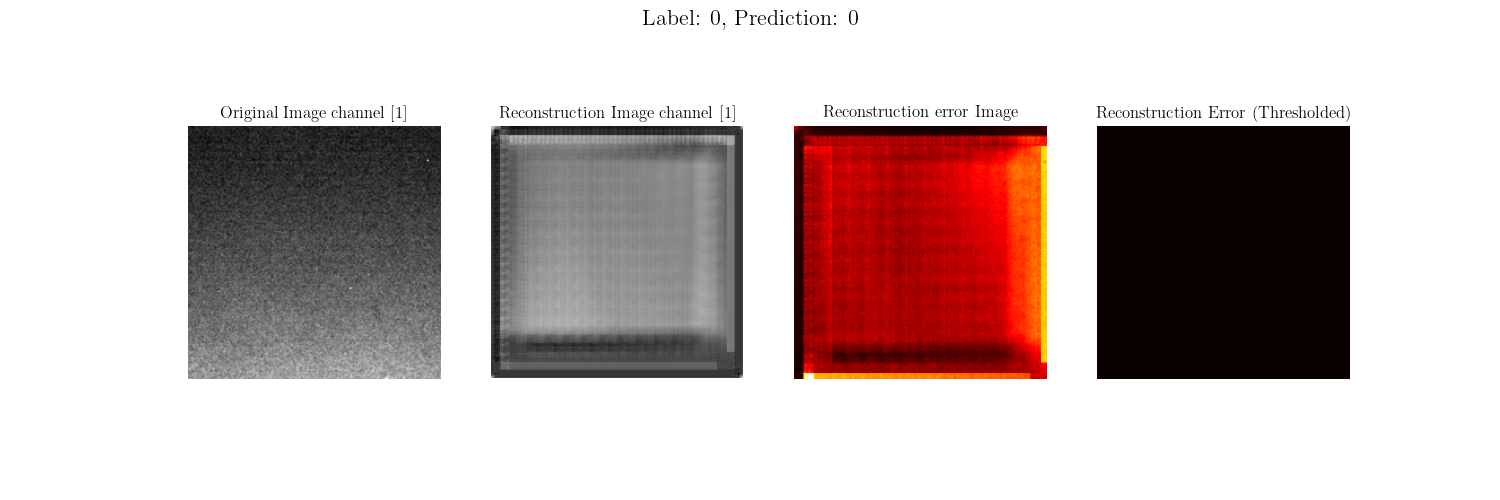 Label: 0, Prediction: 0
Original Image channel [1]
Reconstruction Image channel [1]
Reconstruction error Image
Reconstruction Error (Thresholded)